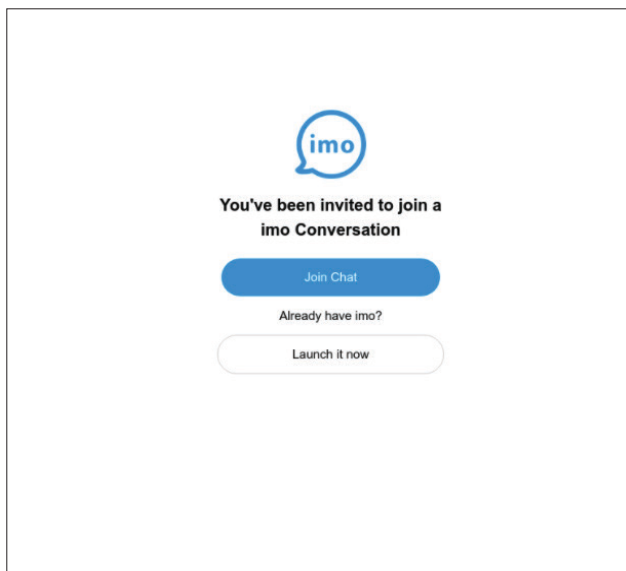 imo
You've been invited to join a
imo Conversation
Join Chat
Already have imo?
Launch it now